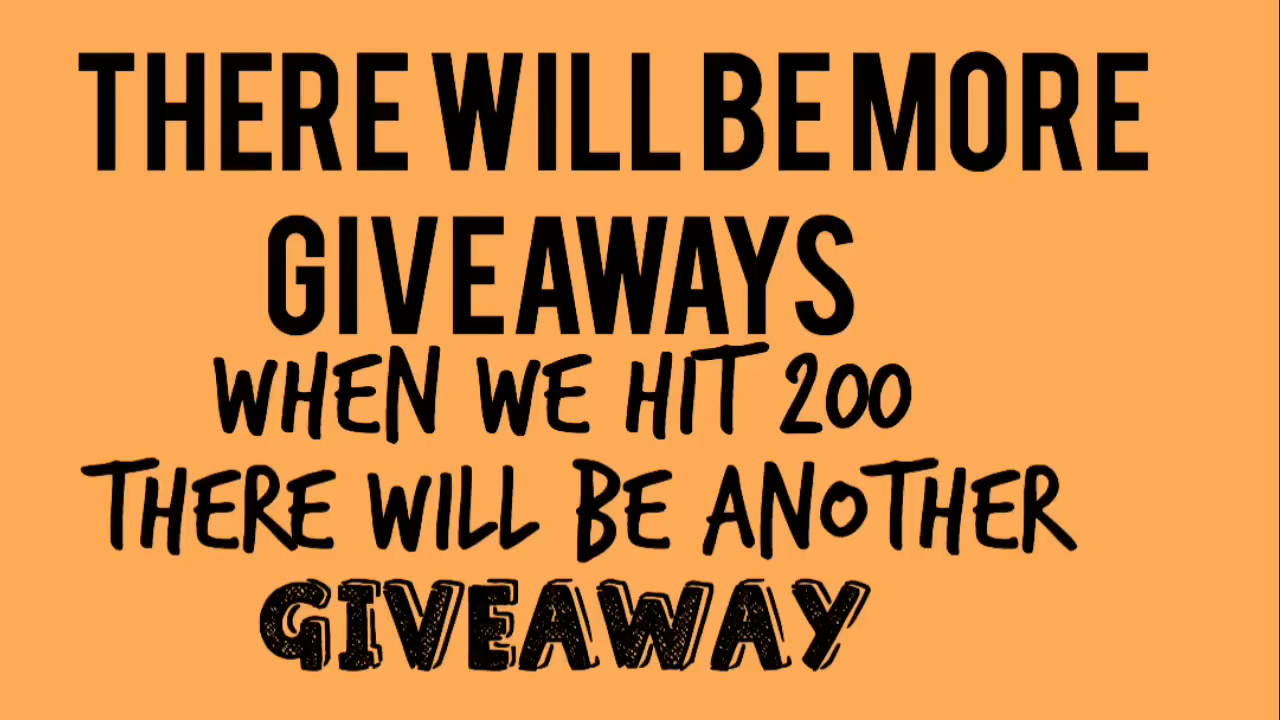 THERE WILL BE MORE
GIVEAWAYS
WHEN WE HIT 200
THERE WILL BE ANOTHER
GIVEAWAY